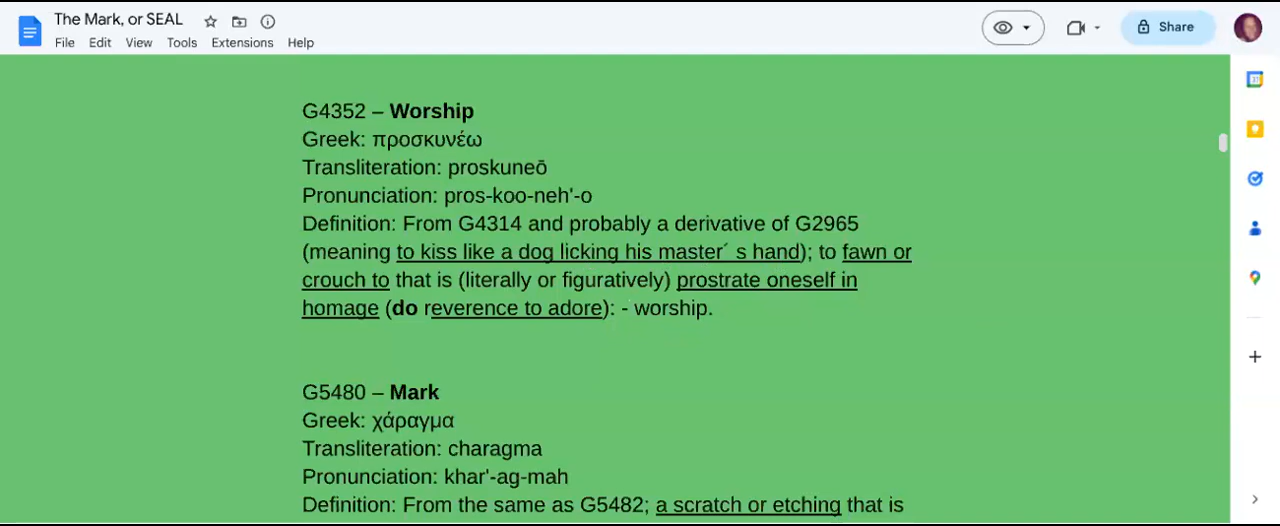 The Mark, or SEAL
File Edit View Tools Extensions Help
Share
G4352 – Worship
Greek: προσκυνέω
Transliteration: proskuneō
Pronunciation: pros-koo-neh'-o
Definition: From G4314 and probably a derivative of G2965
(meaning to kiss like a dog licking his master´ s hand); to fawn or
crouch to that is (literally or figuratively) prostrate oneself in
homage (do reverence to adore): - worship.
G5480 – Mark
Greek: χάραγμα
Transliteration: charagma
Pronunciation: khar'-ag-mah
Definition: From the same as G5482; a scratch or etching that is